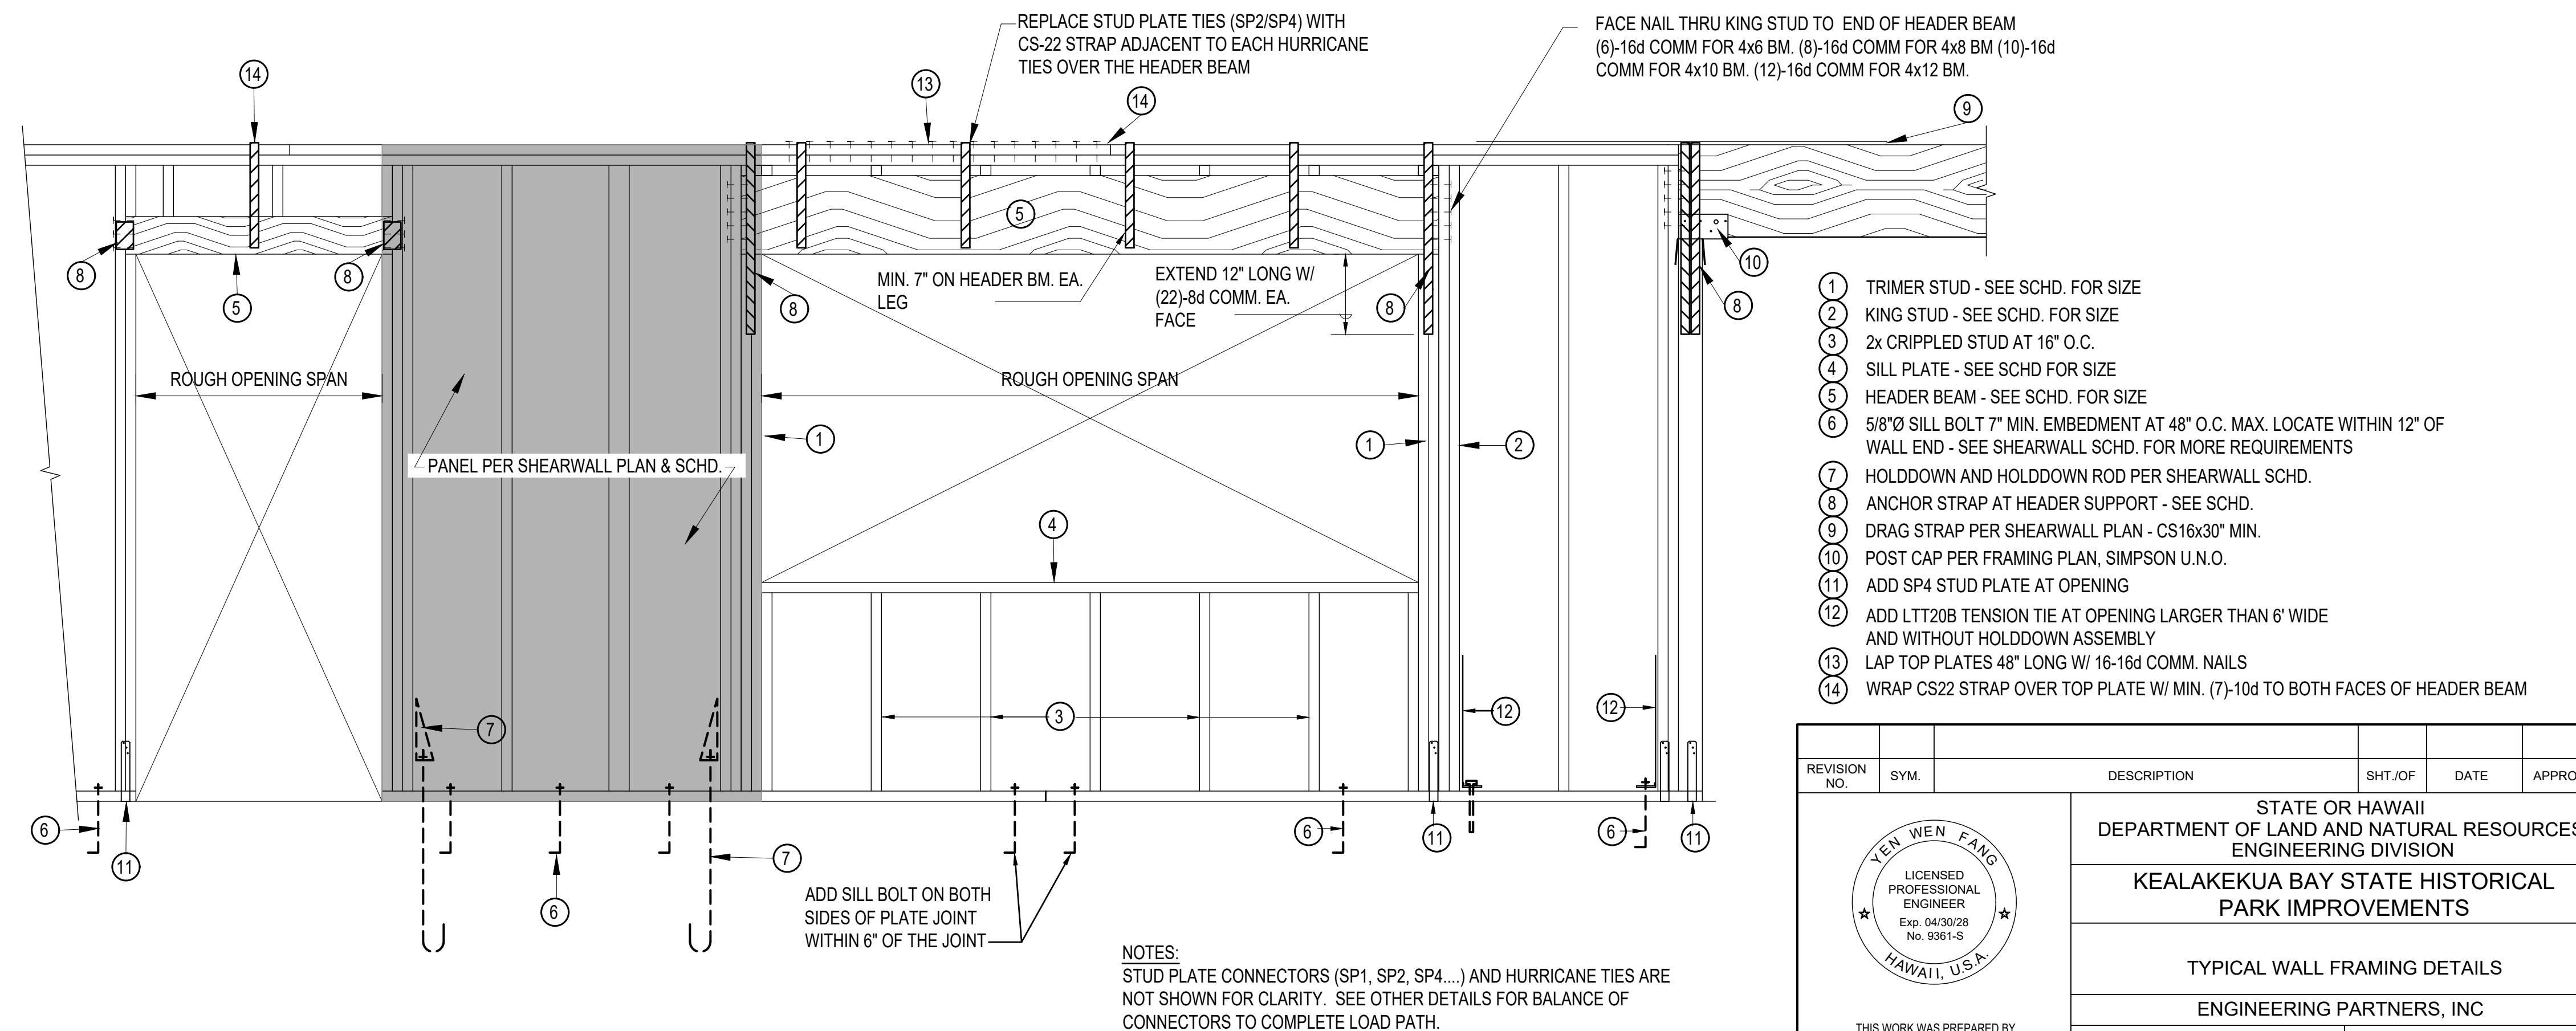 REPLACE STUD PLATE TIES (SP2/SP4) WITH
CS-22 STRAP ADJACENT TO EACH HURRICANE
TIES OVER THE HEADER BEAM
FACE NAIL THRU KING STUD TO END OF HEADER BEAM
(6)-16d COMM FOR 4x6 BM. (8)-16d COMM FOR 4x8 BM (10)-16d
COMM FOR 4x10 BM. (12)-16d COMM FOR 4x12 BM.
14
13
14
9
5
8
8
5
MIN. 7" ON HEADER BM. EA.
LEG
8
EXTEND 12" LONG W/
(22)-8d COMM. EA.
FACE
8
10
8
ROUGH OPENING SPAN
ROUGH OPENING SPAN
PANEL PER SHEARWALL PLAN & SCHD.
1
1
2
4
7
3
12
12
6
11
6
7
6
11
6
11
ADD SILL BOLT ON BOTH
SIDES OF PLATE JOINT
WITHIN 6" OF THE JOINT
NOTES:
STUD PLATE CONNECTORS (SP1, SP2, SP4....) AND HURRICANE TIES ARE
NOT SHOWN FOR CLARITY. SEE OTHER DETAILS FOR BALANCE OF
CONNECTORS TO COMPLETE LOAD PATH.
1 TRIMER STUD - SEE SCHD. FOR SIZE
2 KING STUD - SEE SCHD. FOR SIZE
3 2x CRIPPLED STUD AT 16" O.C.
4 SILL PLATE - SEE SCHD FOR SIZE
5 HEADER BEAM - SEE SCHD. FOR SIZE
6 5/8"Ø SILL BOLT 7" MIN. EMBEDMENT AT 48" O.C. MAX. LOCATE WITHIN 12" OF
WALL END - SEE SHEARWALL SCHD. FOR MORE REQUIREMENTS
7 HOLDDOWN AND HOLDDOWN ROD PER SHEARWALL SCHD.
8 ANCHOR STRAP AT HEADER SUPPORT - SEE SCHD.
9 DRAG STRAP PER SHEARWALL PLAN - CS16x30" MIN.
10 POST CAP PER FRAMING PLAN, SIMPSON U.N.O.
11 ADD SP4 STUD PLATE AT OPENING
12 ADD LTT20B TENSION TIE AT OPENING LARGER THAN 6' WIDE
AND WITHOUT HOLDDOWN ASSEMBLY
13 LAP TOP PLATES 48" LONG W/ 16-16d COMM. NAILS
14 WRAP CS22 STRAP OVER TOP PLATE W/ MIN. (7)-10d TO BOTH FACES OF HEADER BEAM
REVISION NO. SYM. DESCRIPTION SHT./OF DATE APPRO
YEN WEN FANG
LICENSED
PROFESSIONAL
ENGINEER
Exp. 04/30/28
No. 9361-S
HAWAII, U.S.A.
THIS WORK WAS PREPARED BY
STATE OR HAWAII
DEPARTMENT OF LAND AND NATURAL RESOURCES
ENGINEERING DIVISION
KEALAKEKUA BAY STATE HISTORICAL
PARK IMPROVEMENTS
TYPICAL WALL FRAMING DETAILS
ENGINEERING PARTNERS, INC